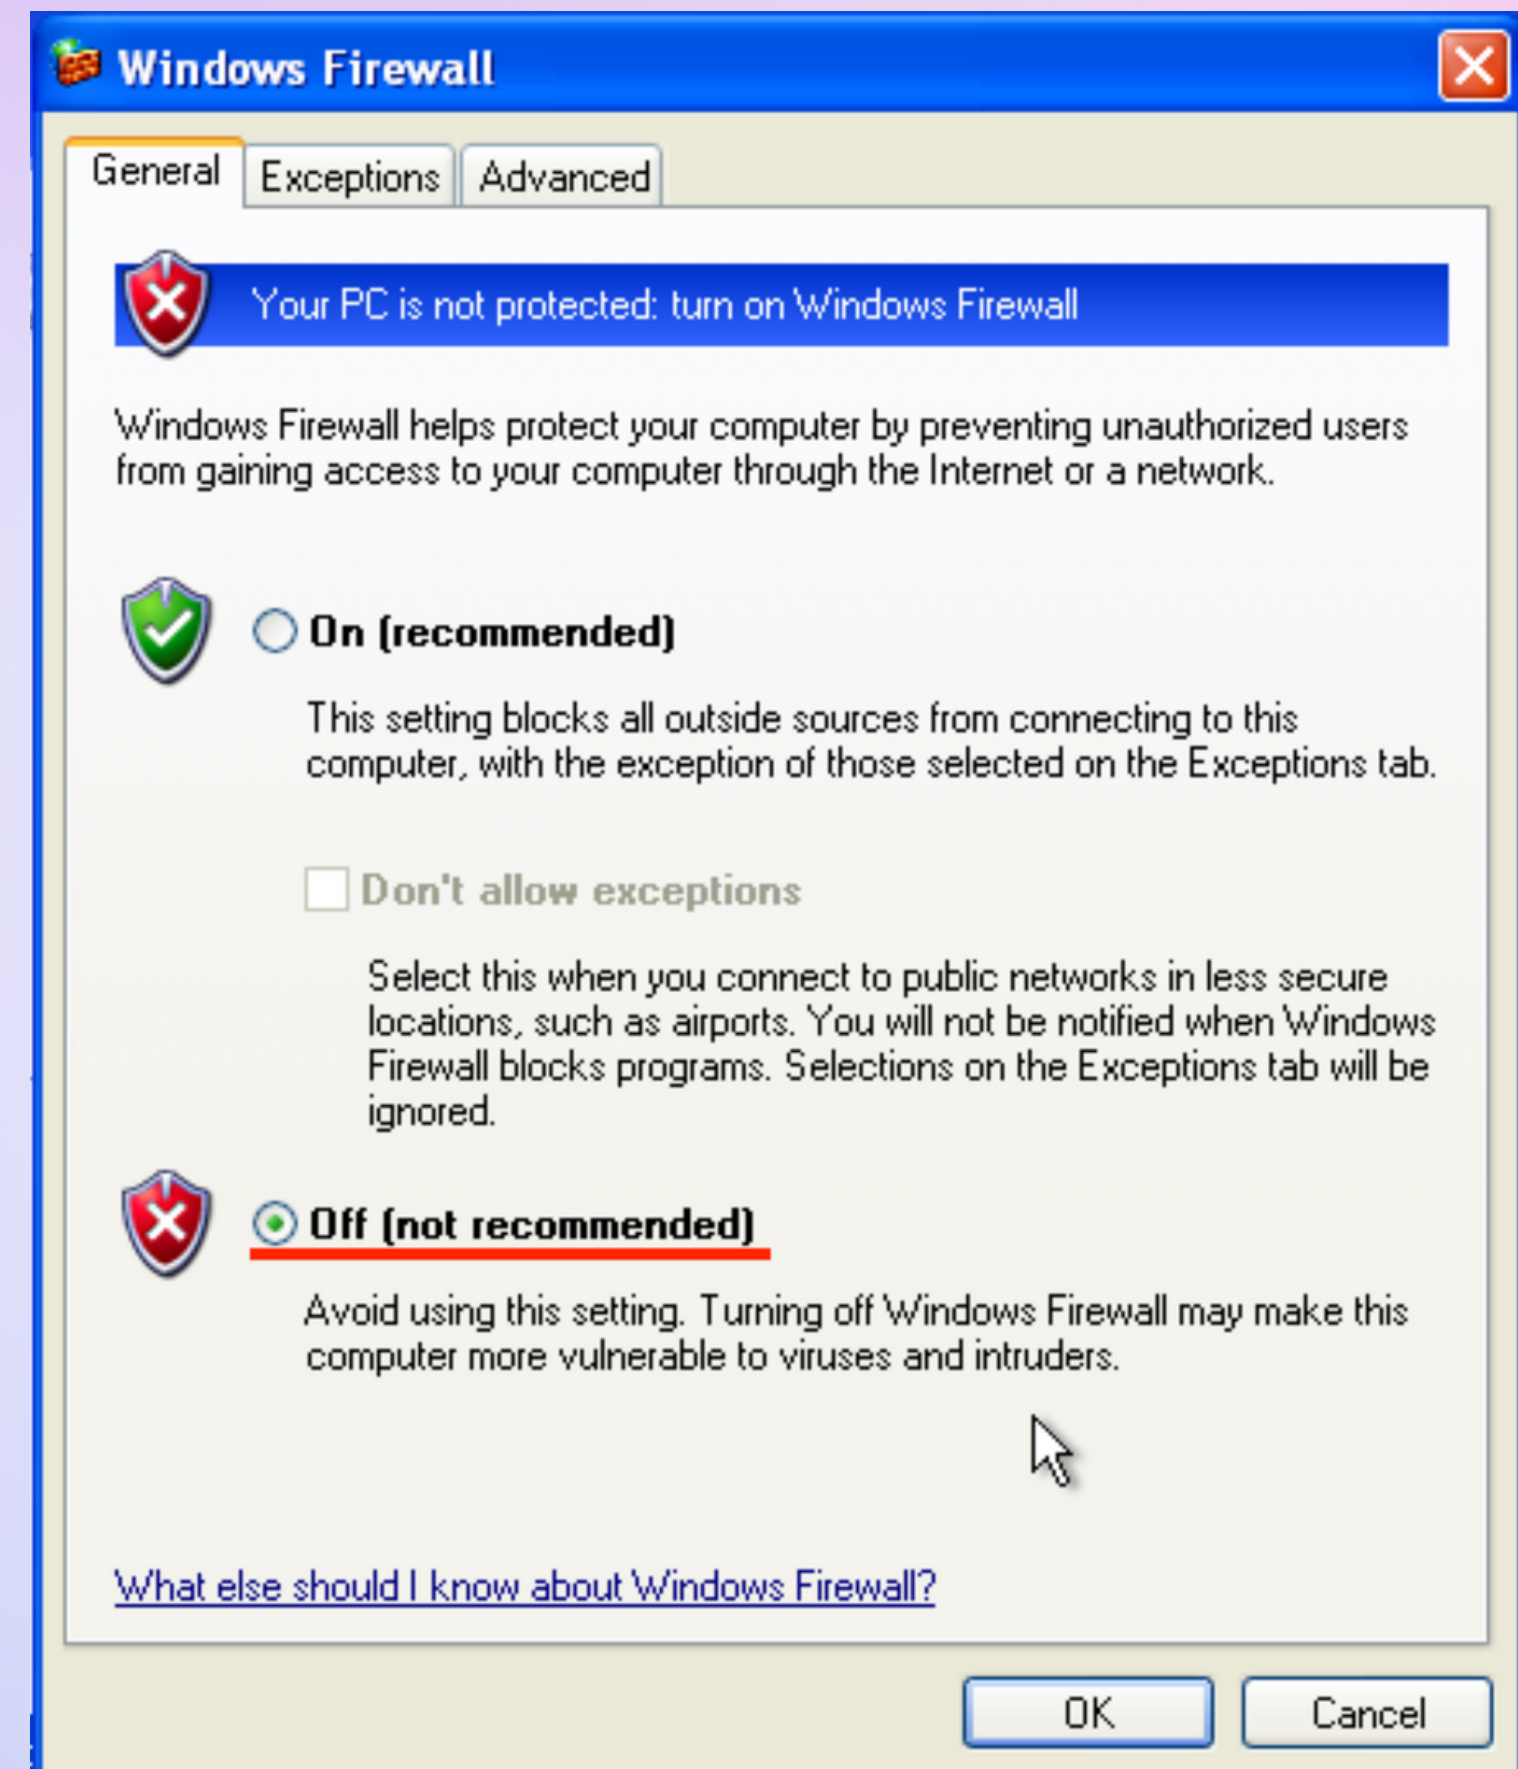 Windows Firewall
General
Exceptions
Advanced
Your PC is not protected: turn on Windows Firewall
Windows Firewall helps protect your computer by preventing unauthorized users
from gaining access to your computer through the Internet or a network.
On (recommended)
This setting blocks all outside sources from connecting to this
computer, with the exception of those selected on the Exceptions tab.
Don't allow exceptions
Select this when you connect to public networks in less secure
locations, such as airports. You will not be notified when Windows
Firewall blocks programs. Selections on the Exceptions tab will be
ignored.
Off (not recommended)
Avoid using this setting. Turning off Windows Firewall may make this
computer more vulnerable to viruses and intruders.
What else should I know about Windows Firewall?
OK
Cancel